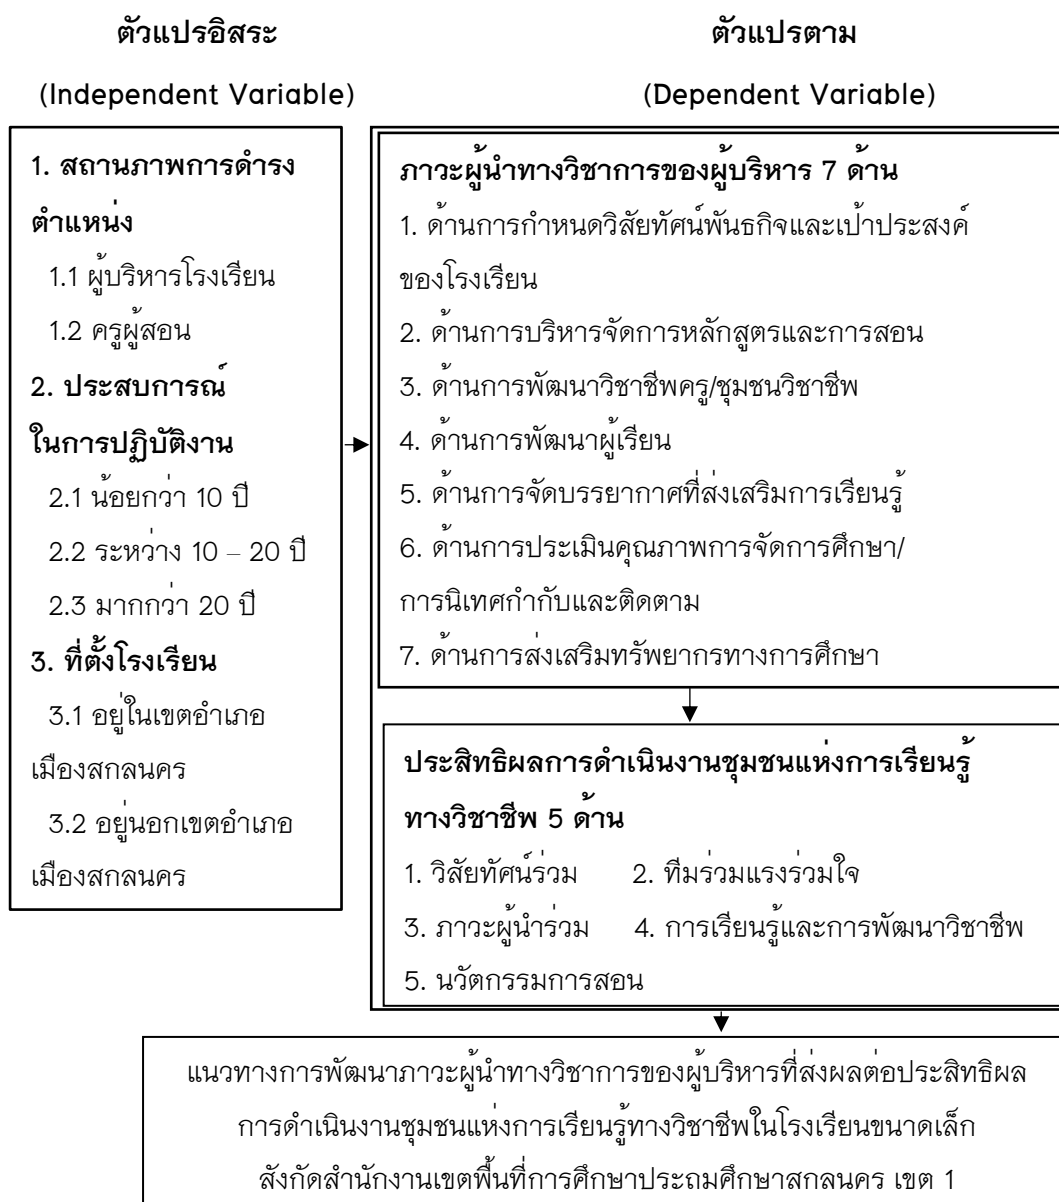 ตัวแปรอิสระ
(Independent Variable)
1. สถานภาพการดำรง
ตำแหน่ง
1.1 ผู้บริหารโรงเรียน
1.2 ครูผู้สอน
2. ประสบการณ์
ในการปฏิบัติงาน
2.1 น้อยกว่า 10 ปี
2.2 ระหว่าง 10 – 20 ปี
2.3 มากกว่า 20 ปี
3. ที่ตั้งโรงเรียน
3.1 อยู่ในเขตอำเภอ
เมืองสกลนคร
3.2 อยู่นอกเขตอำเภอ
เมืองสกลนคร
ตัวแปรตาม
(Dependent Variable)
ภาวะผู้นำทางวิชาการของผู้บริหาร 7 ด้าน
1. ด้านการกำหนดวิสัยทัศน์พันธกิจและเป้าประสงค์
ของโรงเรียน
2. ด้านการบริหารจัดการหลักสูตรและการสอน
3. ด้านการพัฒนาวิชาชีพครู/ชุมชนวิชาชีพ
4. ด้านการพัฒนาผู้เรียน
5. ด้านการจัดบรรยากาศที่ส่งเสริมการเรียนรู้
6. ด้านการประเมินคุณภาพการจัดการศึกษา/
การนิเทศกำกับและติดตาม
7. ด้านการส่งเสริมทรัพยากรทางการศึกษา
ประสิทธิผลการดำเนินงานชุมชนแห่งการเรียนรู้
ทางวิชาชีพ 5 ด้าน
1. วิสัยทัศน์ร่วม 2. ทีมร่วมแรงร่วมใจ
3. ภาวะผู้นำร่วม 4. การเรียนรู้และการพัฒนาวิชาชีพ
5. นวัตกรรมการสอน
แนวทางการพัฒนาภาวะผู้นำทางวิชาการของผู้บริหารที่ส่งผลต่อประสิทธิผล
การดำเนินงานชุมชนแห่งการเรียนรู้ทางวิชาชีพในโรงเรียนขนาดเล็ก
สังกัดสำนักงานเขตพื้นที่การศึกษาประถมศึกษาสกลนคร เขต 1